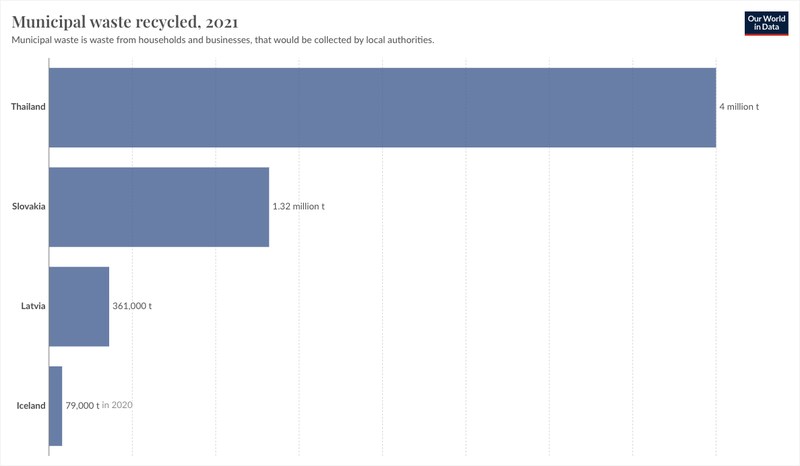 Municipal waste recycled, 2021
Municipal waste is waste from households and businesses, that would be collected by local authorities.
Our World
in Data
Thailand
4 million t
Slovakia
1.32 million t
Latvia
361,000 t
Iceland
79,000 t in 2020